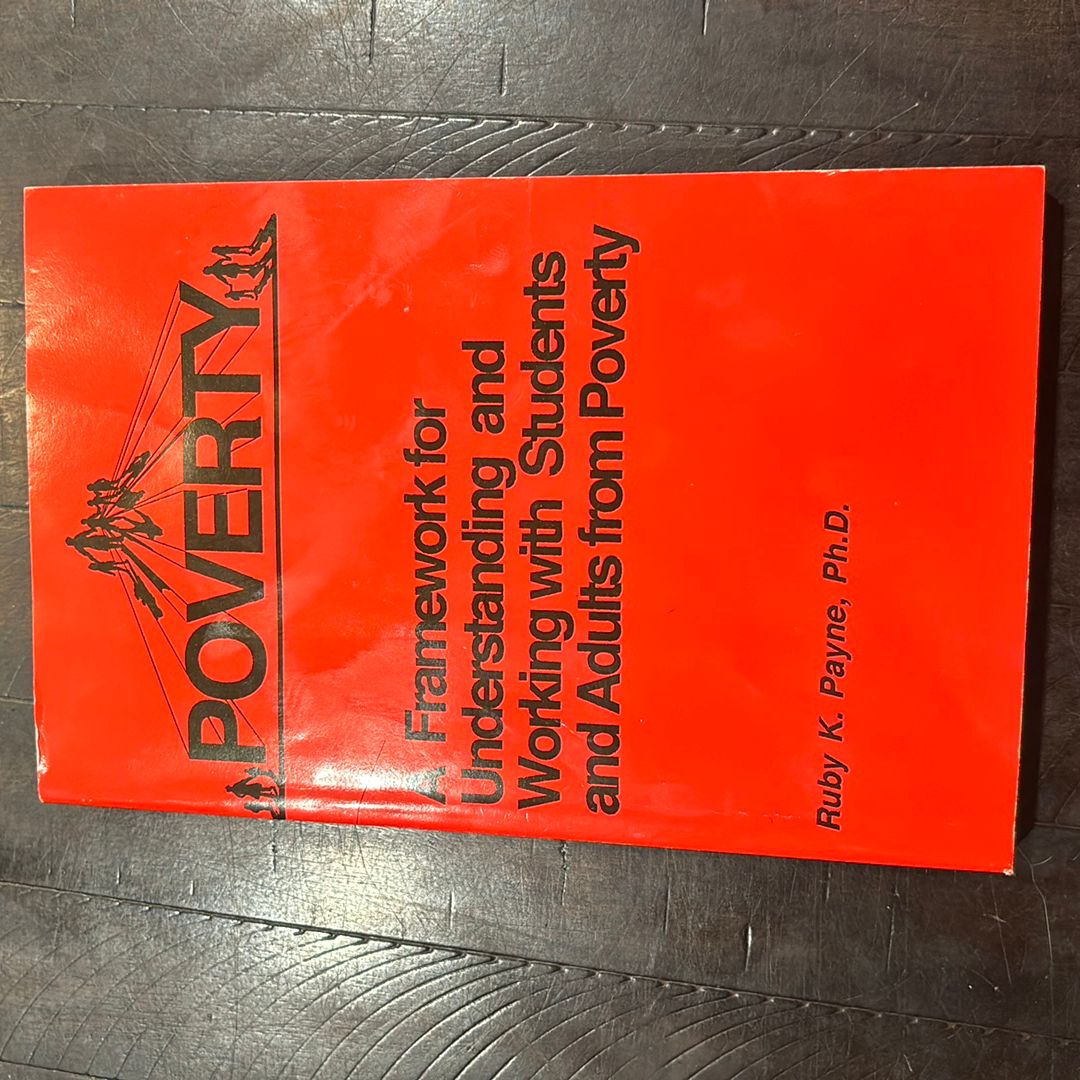 POVERTY
A Framework for
Understanding and
Working with Students
and Adults from Poverty
Ruby K. Payne, Ph.D.